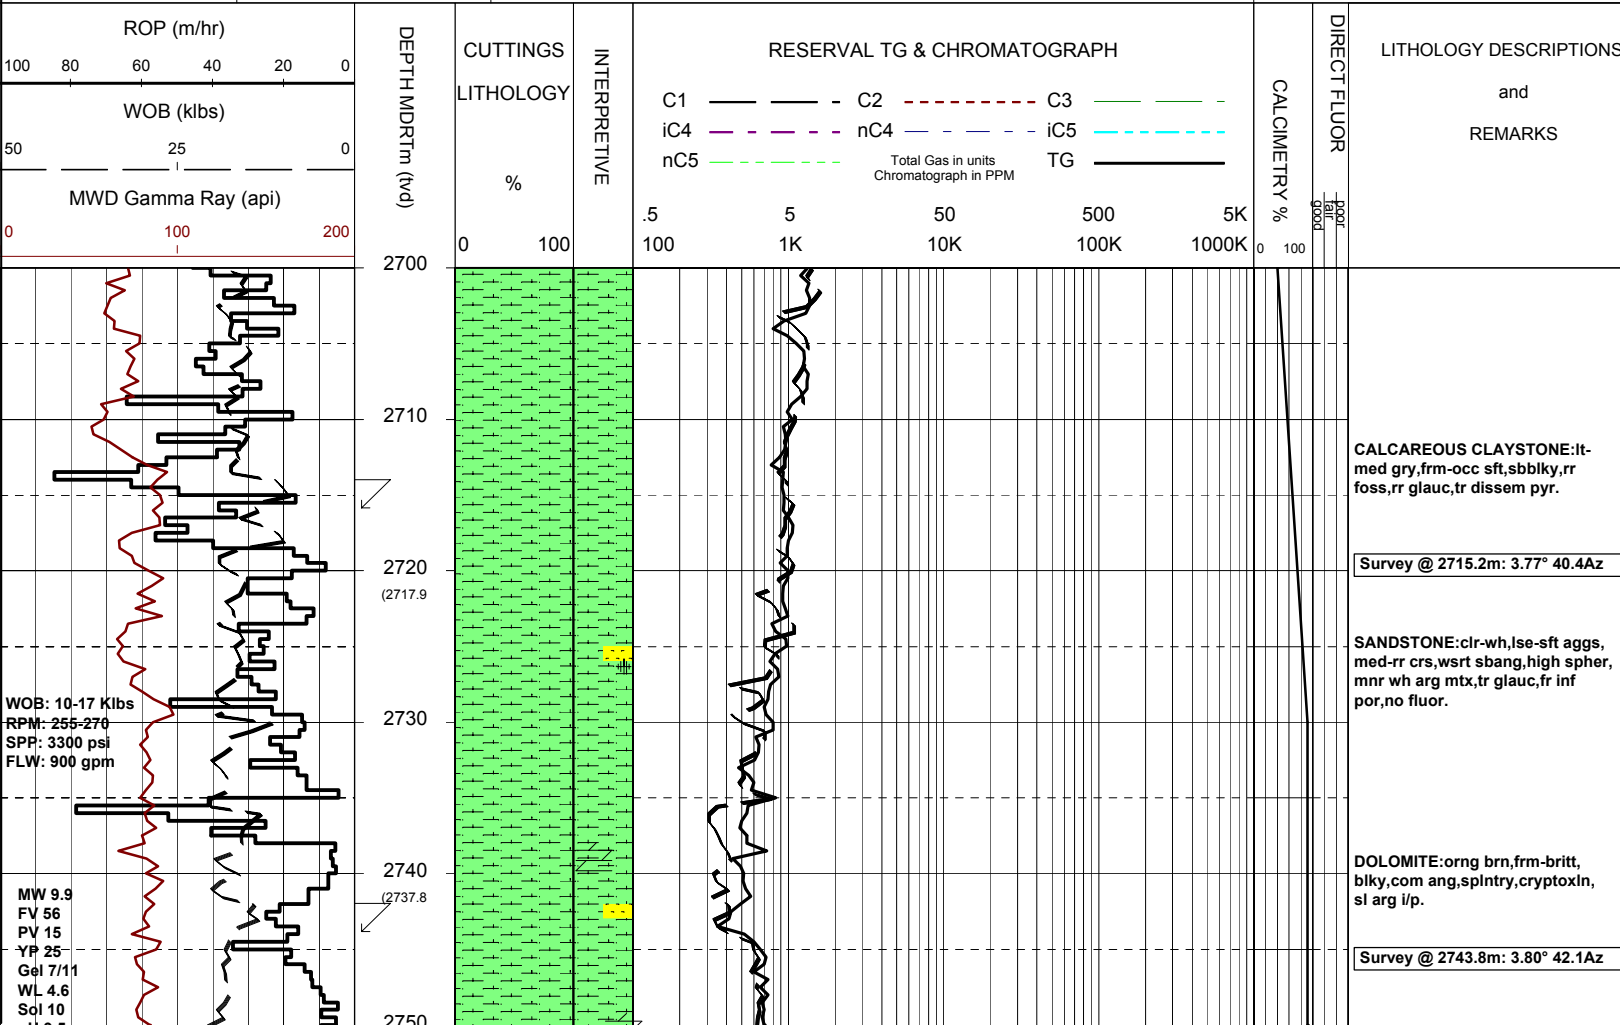 ROP (m/hr)
100 80 60 40 20 0
WOB (klbs)
50 25 0
MWD Gamma Ray (api)
0 100 200
DEPTH MDRTm (tvd)
CUTTINGS
LITHOLOGY
%
0 100
INTERPRETIVE
RESERVAL TG & CHROMATOGRAPH
C1 C2 C3
iC4 nC4 iC5
nC5 Total Gas in units TG
Chromatograph in PPM
.5 5 50 500 5K
100 1K 10K 100K 1000K
CALCIMETRY %
0 100
DIRECT FLUOR
good
fair
poor
LITHOLOGY DESCRIPTIONS
and
REMARKS
2700
2710
2720
(2717.9
2730
2740
(2737.8
2750
WOB: 10-17 Klbs
RPM: 255-270
SPP: 3300 psi
FLW: 900 gpm
MW 9.9
FV 56
PV 15
YP 25
Gel 7/11
WL 4.6
Sol 10
CALCAREOUS CLAYSTONE:lt-
med gry,frm-occ sft,sbblky,rr
foss,rr glauc,tr dissem pyr.
Survey @ 2715.2m: 3.77° 40.4Az
SANDSTONE:clr-wh,lse-sft aggs,
med-rr crs,wsrt sbang,high spher,
mnr wh arg mtx,tr glauc,fr inf
por,no fluor.
DOLOMITE:orng brn,frm-britt,
blky,com ang,splntry,cryptoxln,
sl arg i/p.
Survey @ 2743.8m: 3.80° 42.1Az